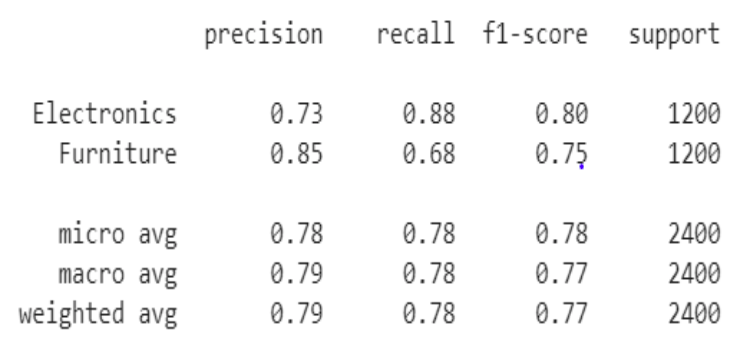 precision recall f1-score support
Electronics 0.73 0.88 0.80 1200
Furniture 0.85 0.68 0.75 1200
micro avg 0.78 0.78 0.78 2400
macro avg 0.79 0.78 0.77 2400
weighted avg 0.79 0.78 0.77 2400